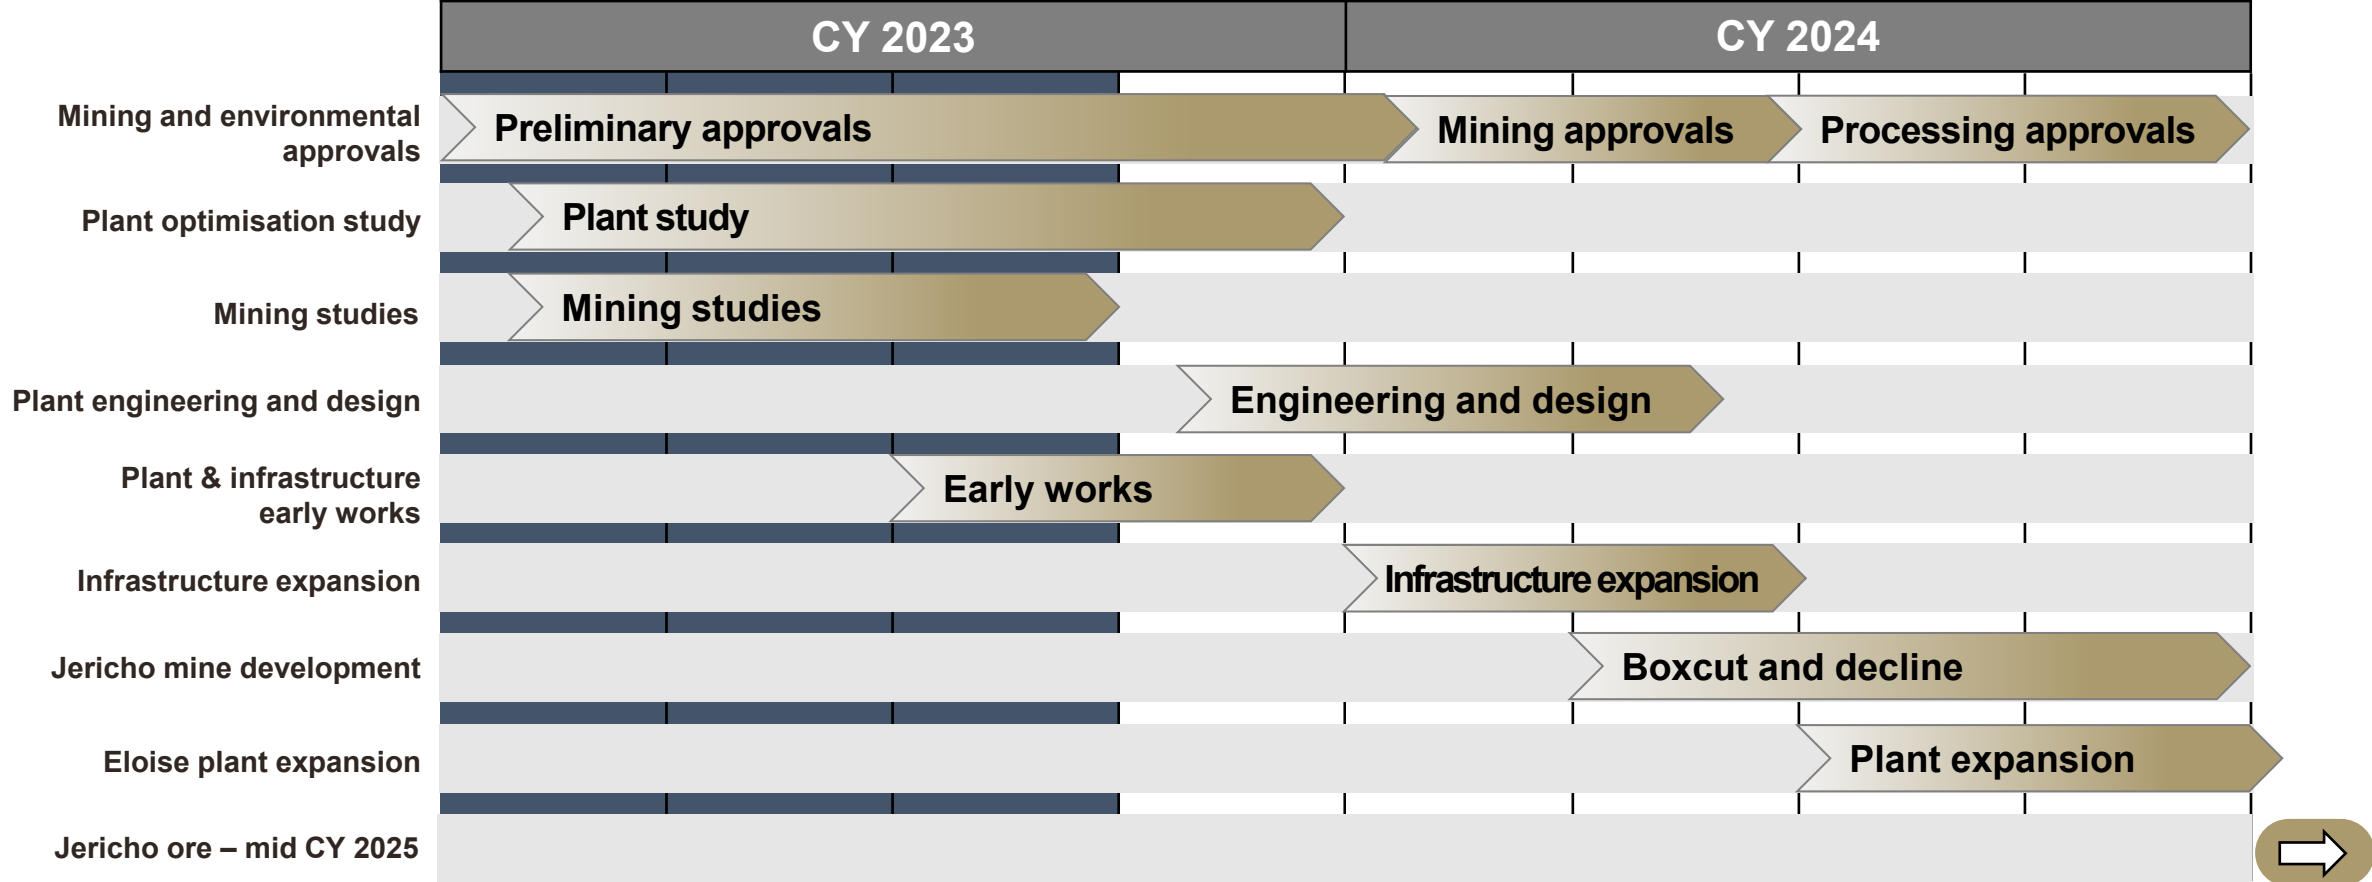 CY 2023
CY 2024
Mining and environmental
approvals
Preliminary approvals
Mining approvals
Processing approvals
Plant optimisation study
Plant study
Mining studies
Mining studies
Plant engineering and design
Engineering and design
Plant & infrastructure
early works
Early works
Infrastructure expansion
Infrastructure expansion
Jericho mine development
Boxcut and decline
Eloise plant expansion
Plant expansion
Jericho ore – mid CY 2025